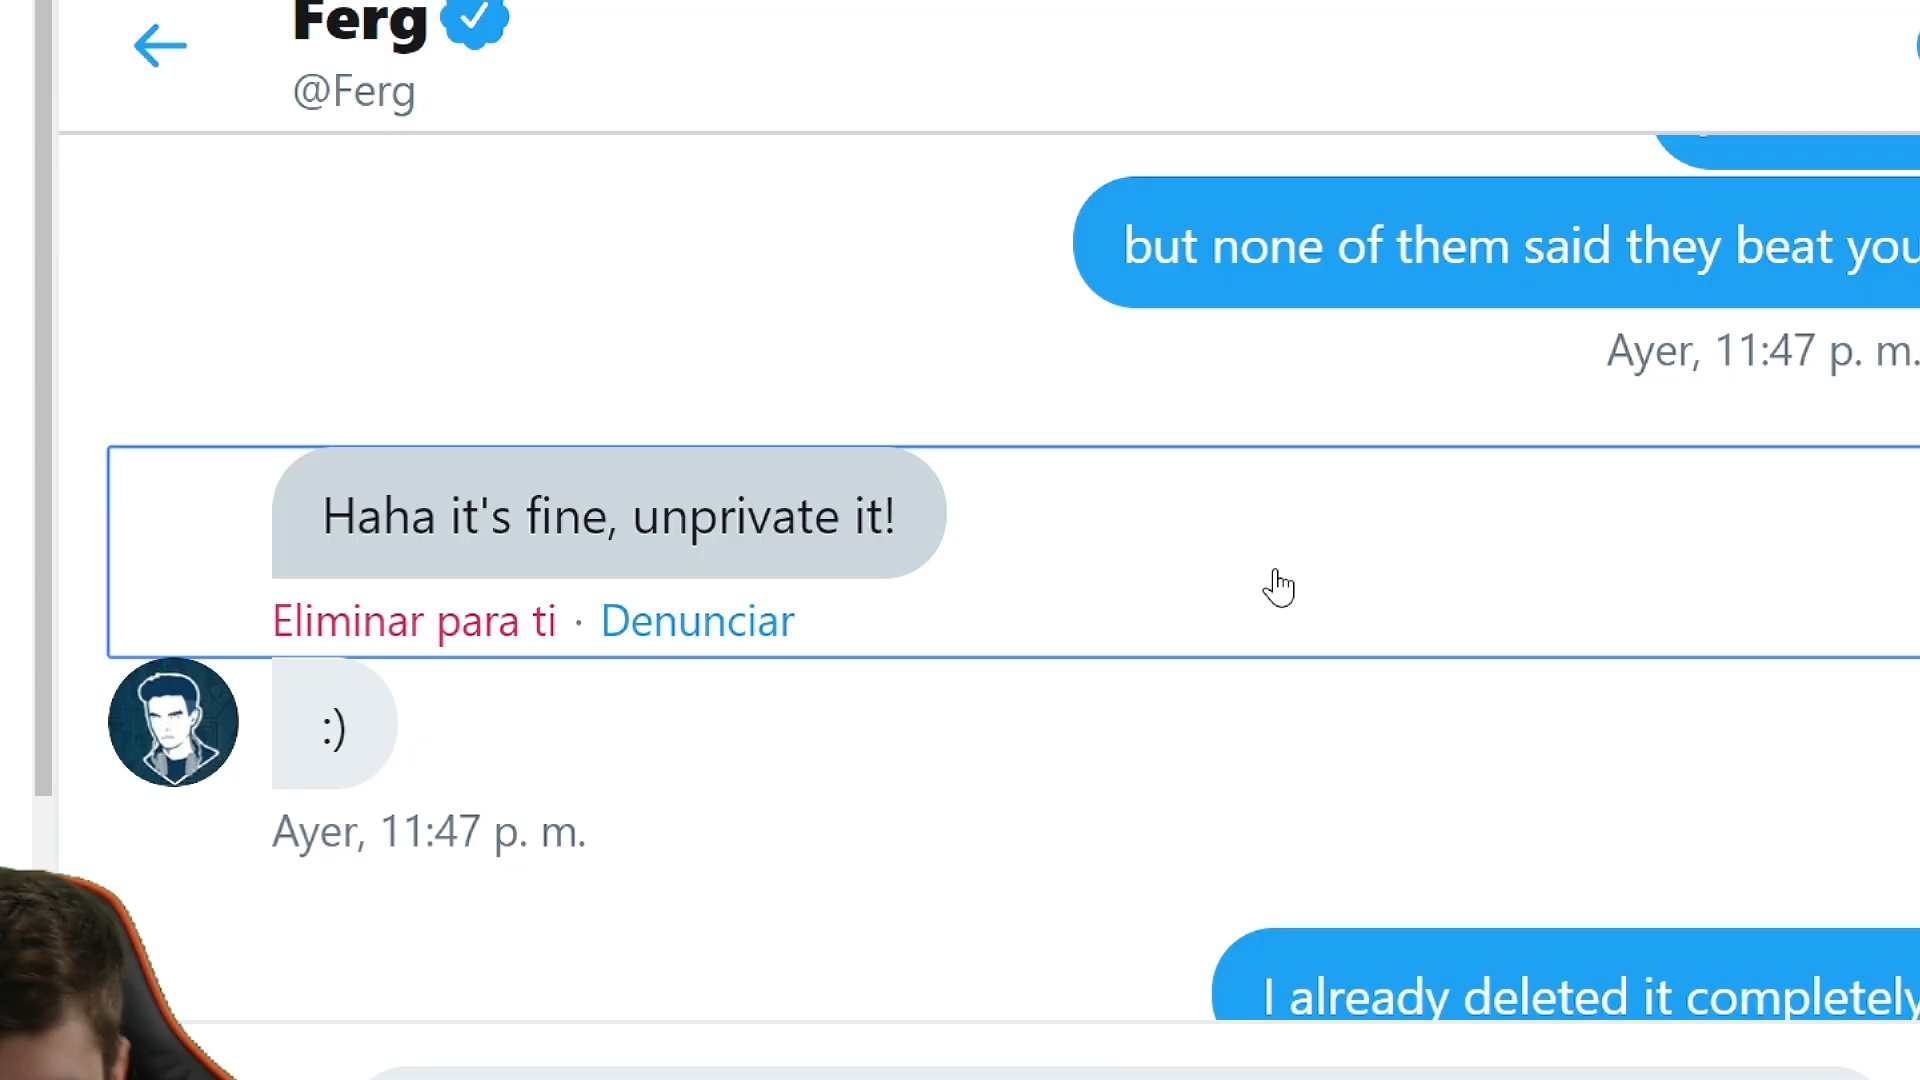 Ferg
@Ferg
but none of them said they beat you
Ayer, 11:47 p. m.
Haha it's fine, unprivate it!
Eliminar para ti · Denunciar
:)
Ayer, 11:47 p. m.
I already deleted it completely